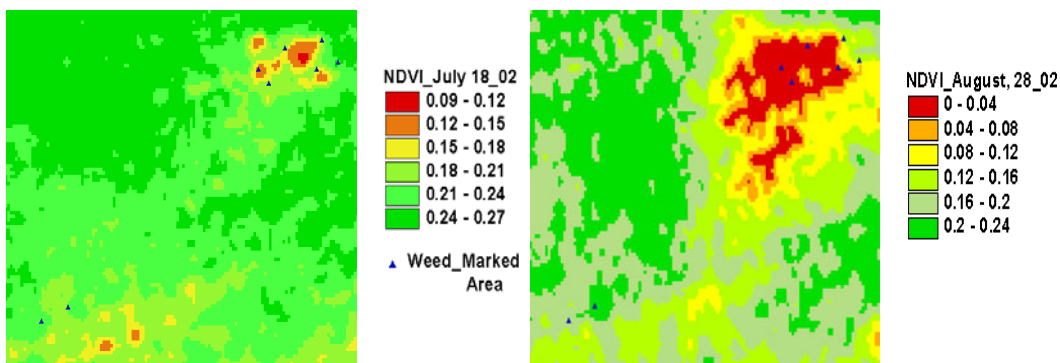 NDVI_July 18_02
0.09 - 0.12
0.12 - 0.15
0.15 - 0.18
0.18 - 0.21
0.21 - 0.24
0.24 - 0.27
Weed_Marked
Area
NDVI_August, 28_02
0 - 0.04
0.04 - 0.08
0.08 - 0.12
0.12 - 0.16
0.16 - 0.2
0.2 - 0.24